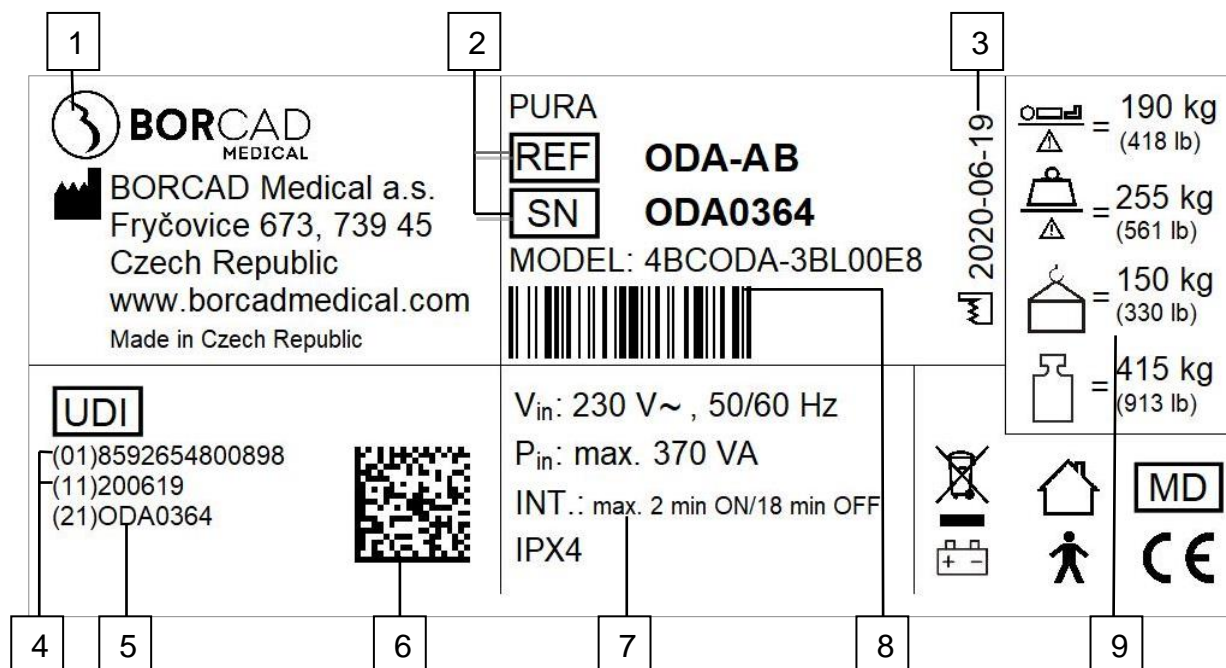 1
2
3
BORCAD
MEDICAL
BORCAD Medical a.s.
Fryčovice 673, 739 45
Czech Republic
www.borcadmedical.com
Made in Czech Republic
PURA
REF ODA-AB
SN ODA0364
MODEL: 4BCODA-3BL00E8
2020-06-19
= 190 kg
(418 lb)
= 255 kg
(561 lb)
= 150 kg
(330 lb)
= 415 kg
(913 lb)
UDI
(01)8592654800898
(11)200619
(21)ODA0364
Vin: 230 V~ , 50/60 Hz
Pin: max. 370 VA
INT.: max. 2 min ON/18 min OFF
IPX4
+ -
MD
CE
4
5
6
7
8
9